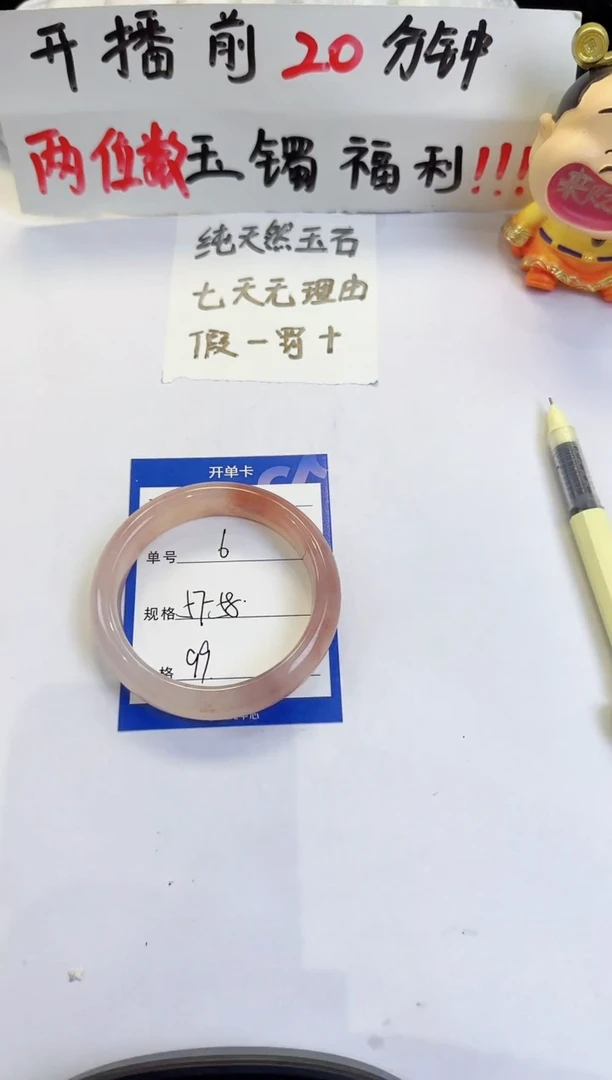 开播前20分钟
两位数玉镯福利!!!
纯天然玉石
七天无理由
假一罚十
开单卡
单号 6
规格 57.58.
格 99